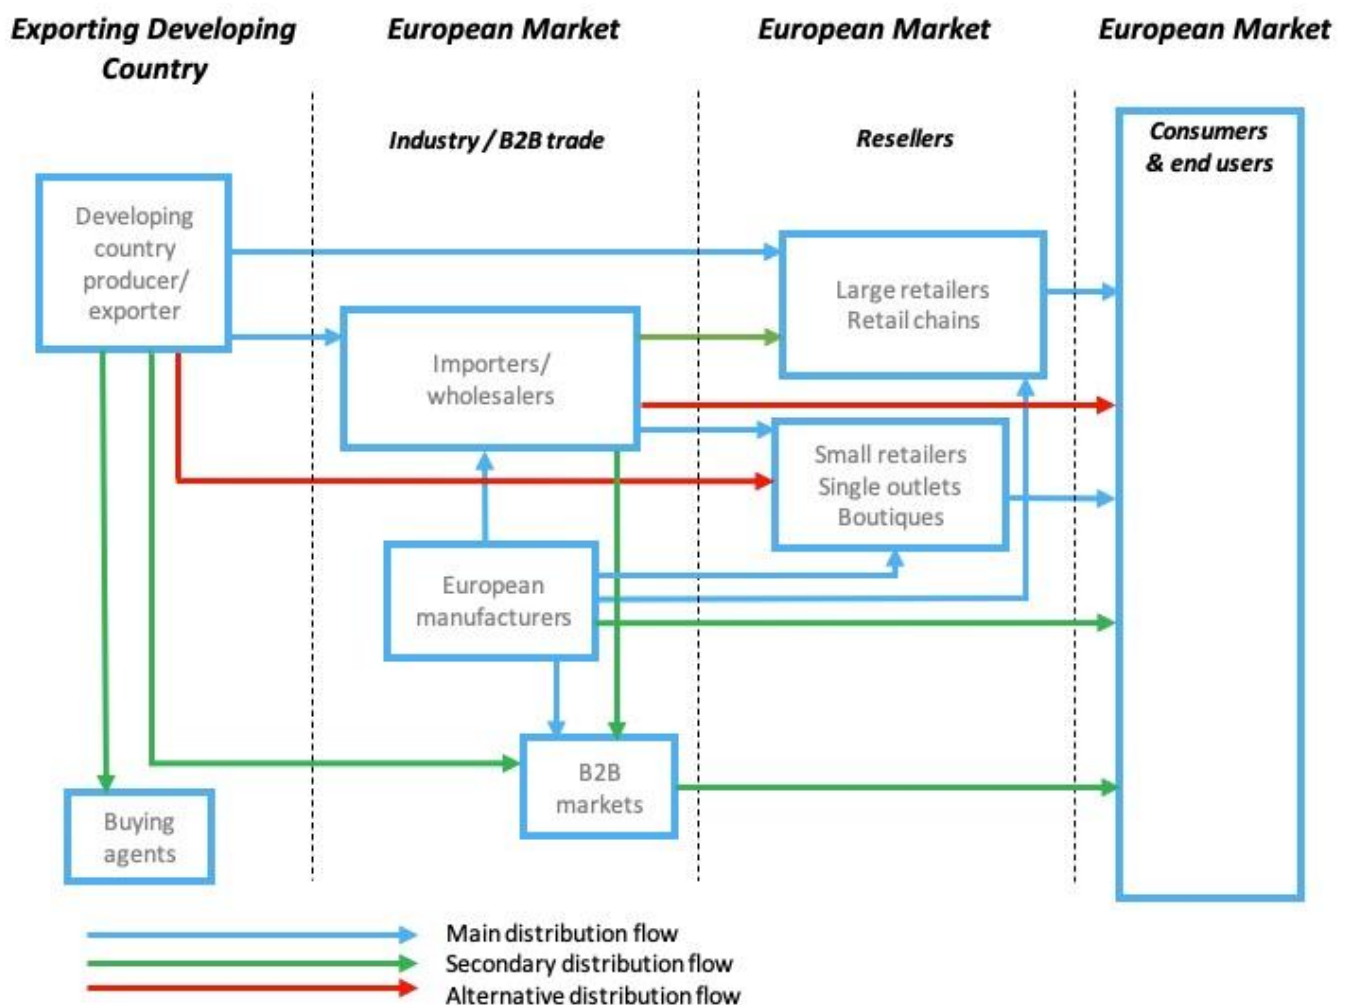 Exporting Developing
Country
European Market
European Market
European Market
Industry / B2B trade
Resellers
Consumers
& end users
Developing
country
producer/
exporter
Large retailers
Retail chains
Importers/
wholesalers
Small retailers
Single outlets
Boutiques
European
manufacturers
B2B
markets
Buying
agents
Main distribution flow
Secondary distribution flow
Alternative distribution flow